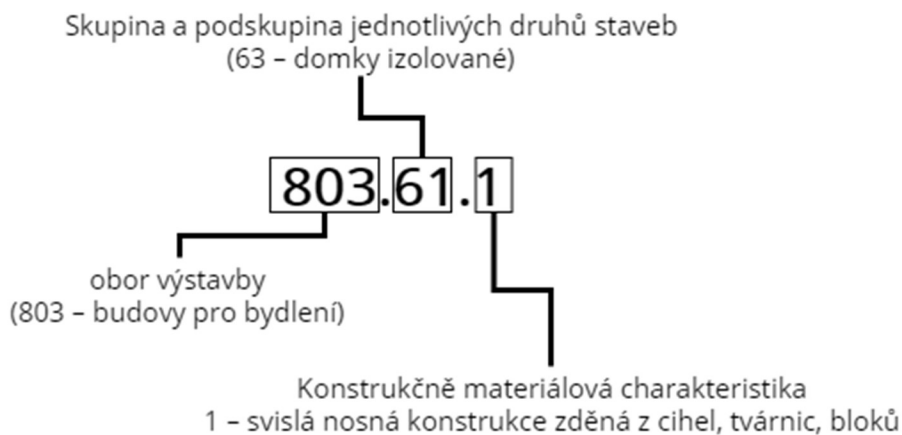 Skupina a podskupina jednotlivých druhů staveb
(63 – domky izolované)
803.61.1
obor výstavby
(803 – budovy pro bydlení)
Konstrukčně materiálová charakteristika
1 – svislá nosná konstrukce zděná z cihel, tvárnic, bloků